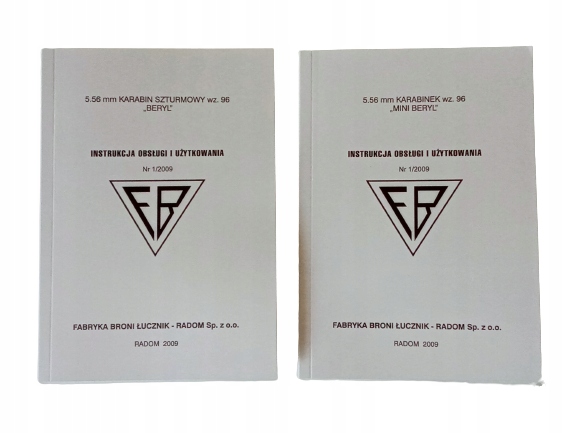 5.56 mm KARABIN SZTURMOWY wz. 96
„BERYL”
INSTRUKCJA OBSŁUGI I UŻYTKOWANIA
Nr 1/2009
FB
FABRYKA BRONI ŁUCZNIK - RADOM Sp. z o.o.
RADOM 2009
5.56 mm KARABINEK wz. 96
„MINI BERYL”
INSTRUKCJA OBSŁUGI I UŻYTKOWANIA
Nr 1/2009
FB
FABRYKA BRONI ŁUCZNIK - RADOM Sp. z o.o.
RADOM 2009